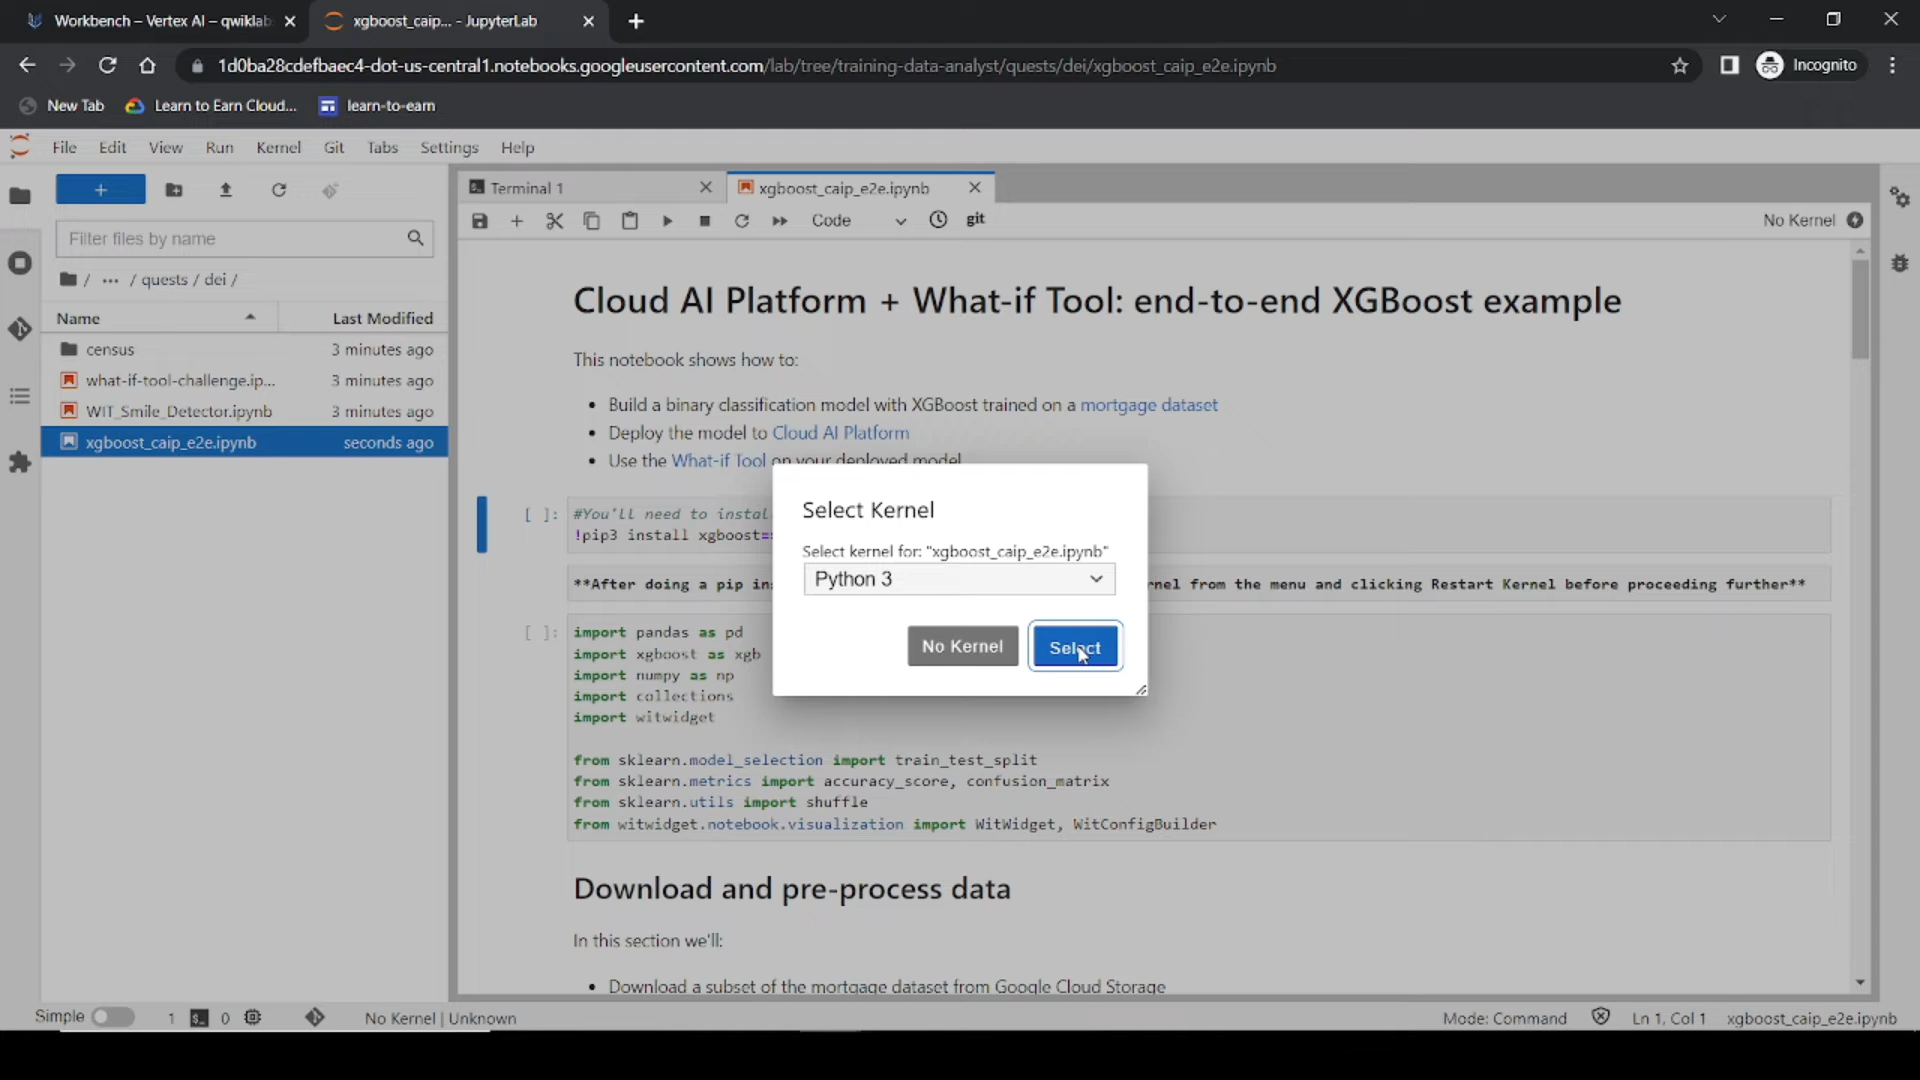 Workbench – Vertex AI – qwiklab
xgboost_caip... - JupyterLab
1d0ba28cdefbaec4-dot-us-central1.notebooks.googleusercontent.com/lab/tree/training-data-analyst/quests/dei/xgboost_caip_e2e.ipynb
Incognito
New Tab
Learn to Earn Cloud...
learn-to-earn
File Edit View Run Kernel Git Tabs Settings Help
Terminal 1
xgboost_caip_e2e.ipynb
Code
git
No Kernel
Filter files by name
/ ... / quests / dei /
Name Last Modified
census 3 minutes ago
what-if-tool-challenge.ip... 3 minutes ago
WIT_Smile_Detector.ipynb 3 minutes ago
xgboost_caip_e2e.ipynb seconds ago
Cloud AI Platform + What-if Tool: end-to-end XGBoost example
This notebook shows how to:
• Build a binary classification model with XGBoost trained on a mortgage dataset
• Deploy the model to Cloud AI Platform
• Use the What-if Tool on your deployed model
[ ]: #You'll need to instal
!pip3 install xgboost==
**After doing a pip in
nel from the menu and clicking Restart Kernel before proceeding further**
Select Kernel
Select kernel for: "xgboost_caip_e2e.ipynb"
Python 3
No Kernel
Select
[ ]: import pandas as pd
import xgboost as xgb
import numpy as np
import collections
import witwidget
from sklearn.model_selection import train_test_split
from sklearn.metrics import accuracy_score, confusion_matrix
from sklearn.utils import shuffle
from witwidget.notebook.visualization import WitWidget, WitConfigBuilder
Download and pre-process data
In this section we'll:
• Download a subset of the mortgage dataset from Google Cloud Storage
Simple
1
0
No Kernel | Unknown
Mode: Command
Ln 1, Col 1
xgboost_caip_e2e.ipynb